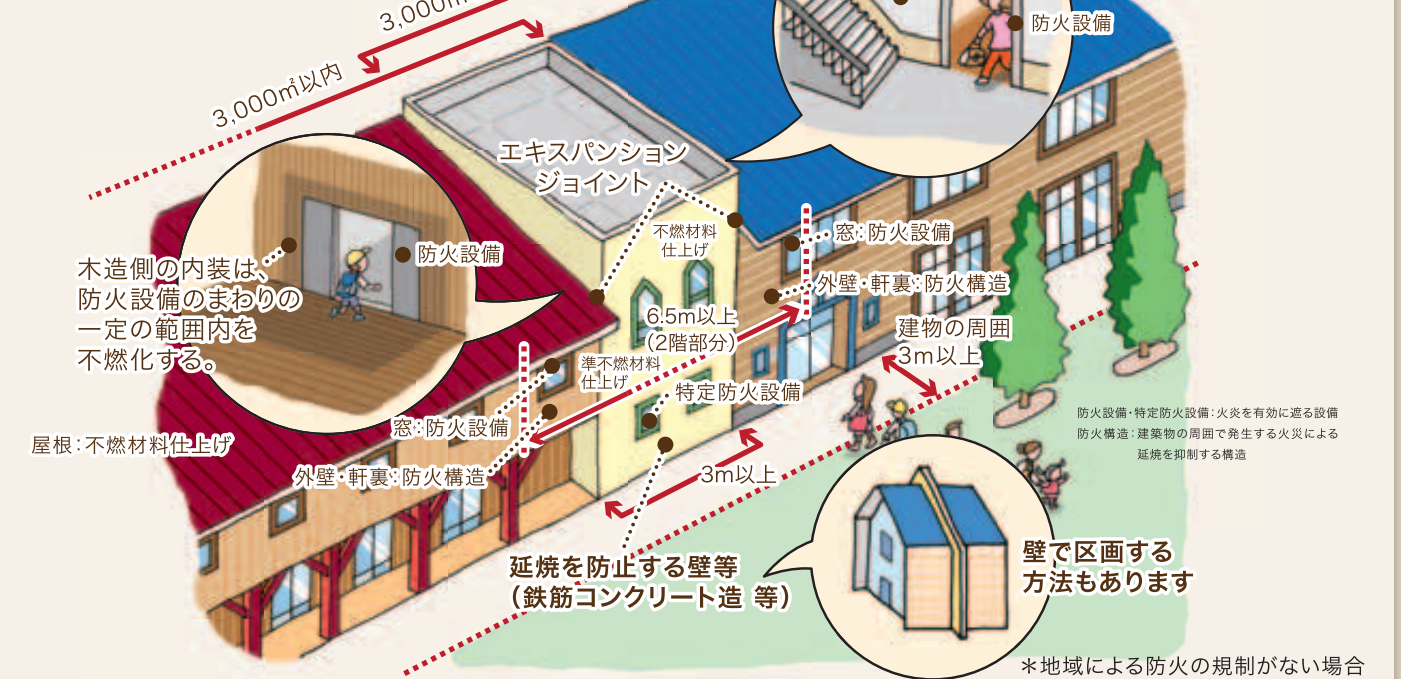 3,000㎡
防火設備
3,000㎡以内
エキスパンション
ジョイント
不燃材料
仕上げ
窓:防火設備
防火設備
木造側の内装は、
防火設備のまわりの
一定の範囲内を
不燃化する。
外壁・軒裏:防火構造
6.5m以上
(2階部分)
建物の周囲
3m以上
準不燃材料
仕上げ
特定防火設備
窓:防火設備
屋根:不燃材料仕上げ
外壁・軒裏:防火構造
3m以上
防火設備・特定防火設備:火炎を有効に遮る設備
防火構造:建築物の周囲で発生する火災による
延焼を抑制する構造
延焼を防止する壁等
(鉄筋コンクリート造 等)
壁で区画する
方法もあります
＊地域による防火の規制がない場合